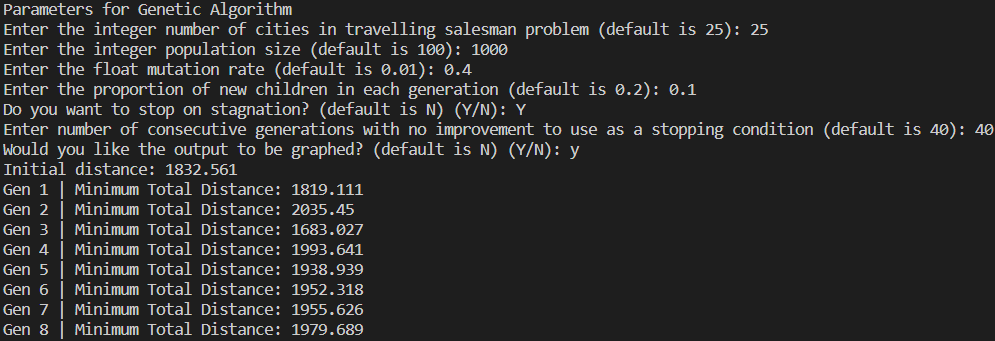 Parameters for Genetic Algorithm
Enter the integer number of cities in travelling salesman problem (default is 25): 25
Enter the integer population size (default is 100): 1000
Enter the float mutation rate (default is 0.01): 0.4
Enter the proportion of new children in each generation (default is 0.2): 0.1
Do you want to stop on stagnation? (default is N) (Y/N): Y
Enter number of consecutive generations with no improvement to use as a stopping condition (default is 40): 40
Would you like the output to be graphed? (default is N) (Y/N): y
Initial distance: 1832.561
Gen 1 | Minimum Total Distance: 1819.111
Gen 2 | Minimum Total Distance: 2035.45
Gen 3 | Minimum Total Distance: 1683.027
Gen 4 | Minimum Total Distance: 1993.641
Gen 5 | Minimum Total Distance: 1938.939
Gen 6 | Minimum Total Distance: 1952.318
Gen 7 | Minimum Total Distance: 1955.626
Gen 8 | Minimum Total Distance: 1979.689